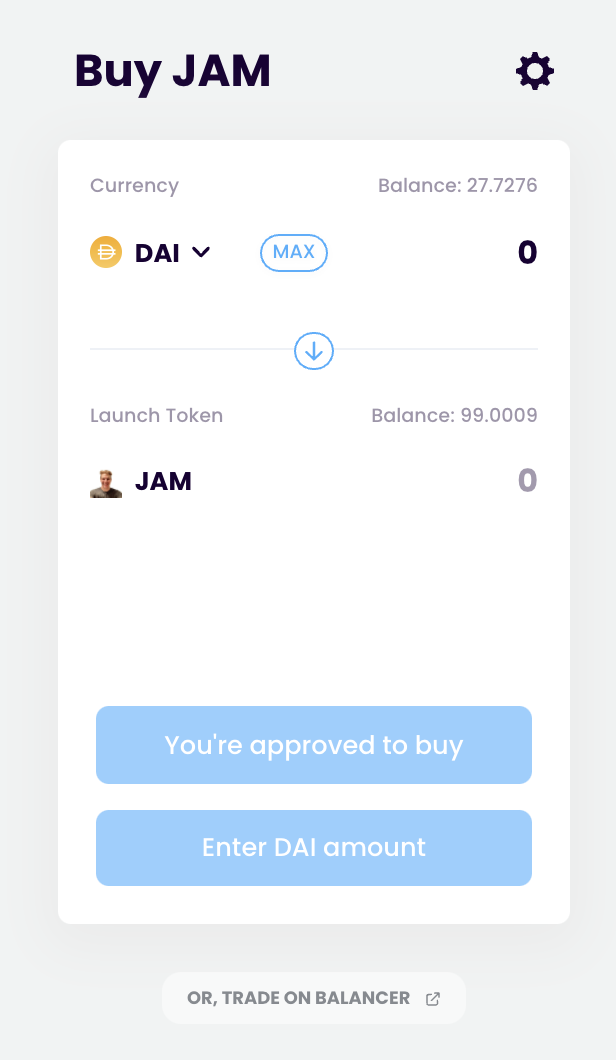 Buy JAM
Currency Balance: 27.7276
DAI MAX 0
Launch Token Balance: 99.0009
JAM 0
You're approved to buy
Enter DAI amount
OR, TRADE ON BALANCER